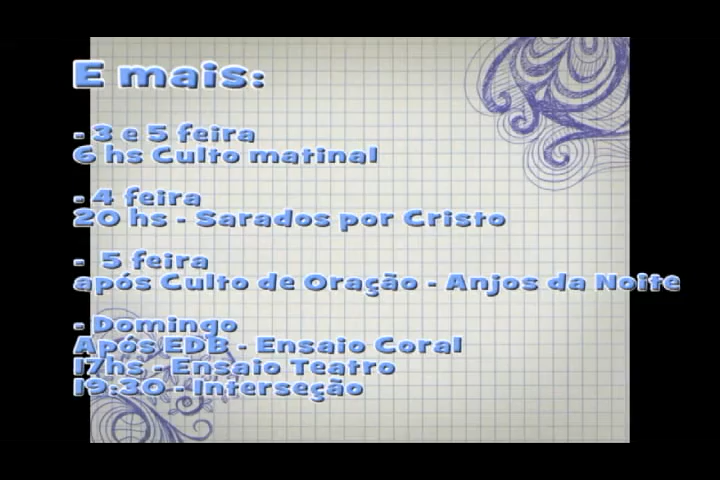 E mais:
- 3 e 5 feira
6 hs Culto matinal
- 4 feira
20 hs - Sarados por Cristo
- 5 feira
após Culto de Oração - Anjos da Noite
- Domingo
Após EDB - Ensaio Coral
17hs - Ensaio Teatro
19:30 - Interseção